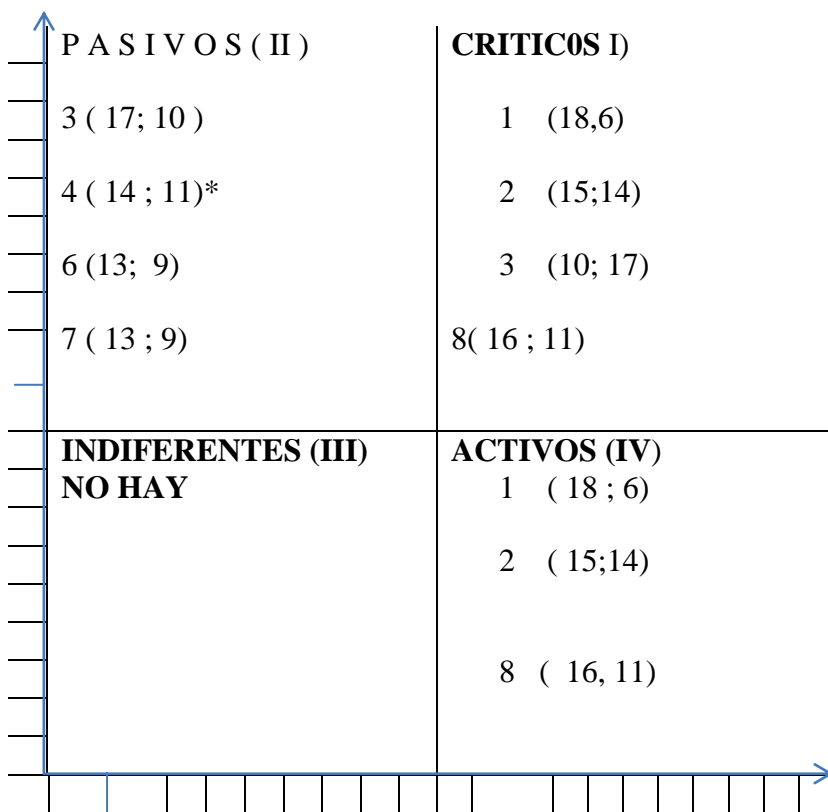 P A S I V O S ( II )
3 ( 17; 10 )
4 ( 14 ; 11)*
6 (13; 9)
7 ( 13 ; 9)
CRITIC0S I)
1 (18,6)
2 (15;14)
3 (10; 17)
8( 16 ; 11)
INDIFERENTES (III)
NO HAY
ACTIVOS (IV)
1 ( 18 ; 6)
2 ( 15;14)
8 ( 16, 11)